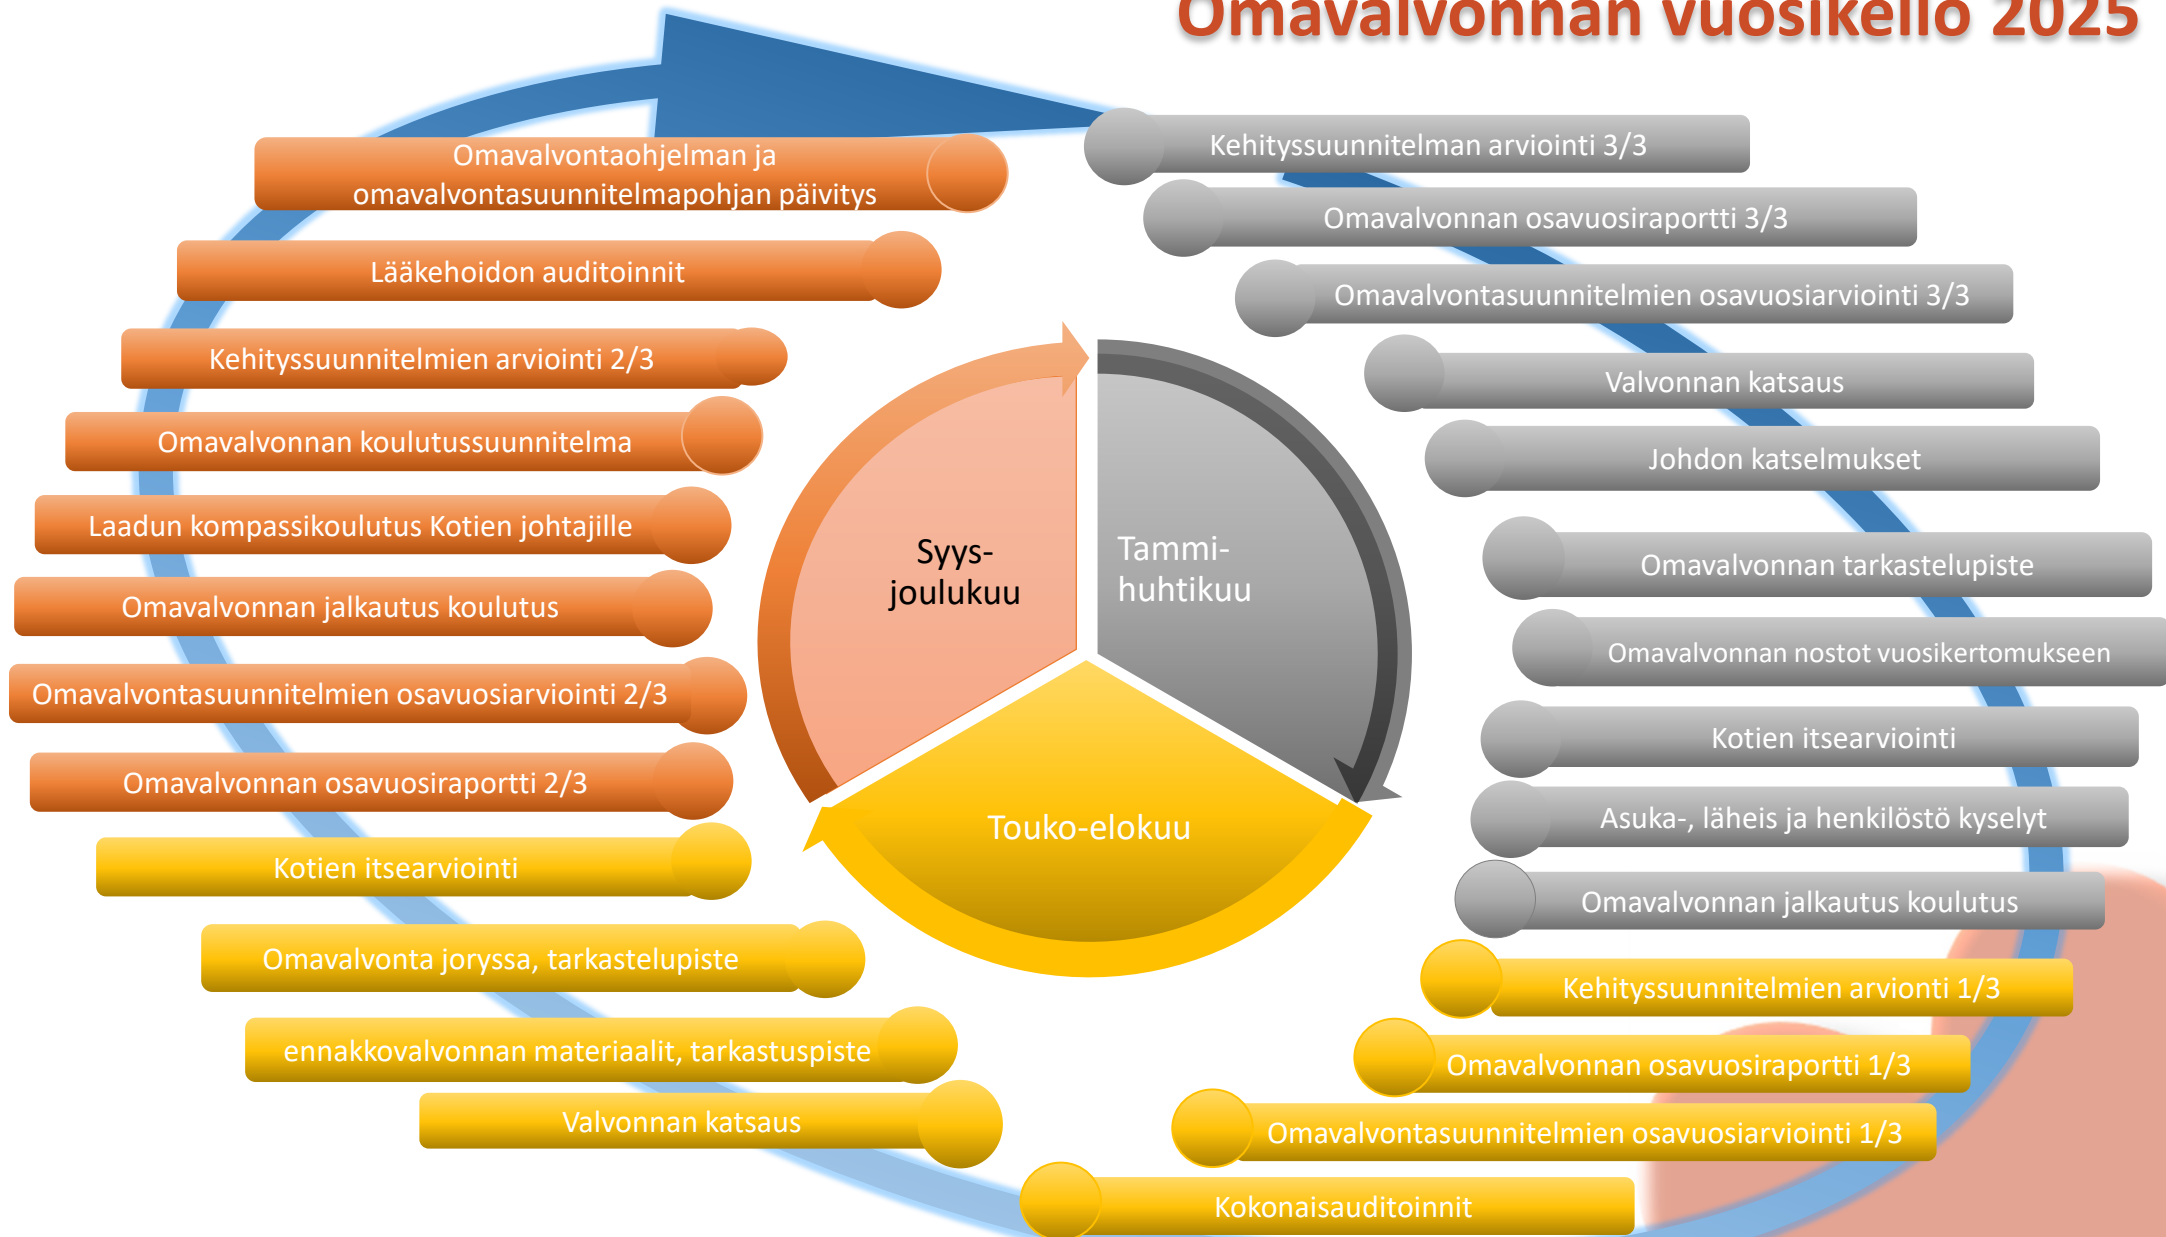 Omavalvonnan vuosikello 2025
Kehityssuunnitelman arviointi 3/3
Omavalvonnan osavuosiraportti 3/3
Omavalvontasuunnitelmien osavuosiarviointi 3/3
Valvonnan katsaus
Johdon katselmukset
Omavalvonnan tarkastelupiste
Omavalvonnan nostot vuosikertomukseen
Kotien itsearviointi
Asuka-, läheis ja henkilöstö kyselyt
Omavalvonnan jalkautus koulutus
Kehityssuunnitelmien arvionti 1/3
Omavalvonnan osavuosiraportti 1/3
Omavalvontasuunnitelmien osavuosiarviointi 1/3
Kokonaisauditoinnit
Valvonnan katsaus
ennakkovalvonnan materiaalit, tarkastuspiste
Omavalvonta joryssa, tarkastelupiste
Kotien itsearviointi
Omavalvonnan osavuosiraportti 2/3
Omavalvontasuunnitelmien osavuosiarviointi 2/3
Omavalvonnan jalkautus koulutus
Laadun kompassikoulutus Kotien johtajille
Omavalvonnan koulutussuunnitelma
Kehityssuunnitelmien arviointi 2/3
Lääkehoidon auditoinnit
Omavalvontaohjelman ja
omavalvontasuunnitelmapohjan päivitys
Tammi-
huhtikuu
Touko-elokuu
Syys-
joulukuu